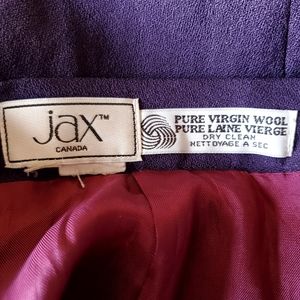 jax™
CANADA
PURE VIRGIN WOOL
PURE LAINE VIERGE
DRY CLEAN
NETTOYAGE A SEC